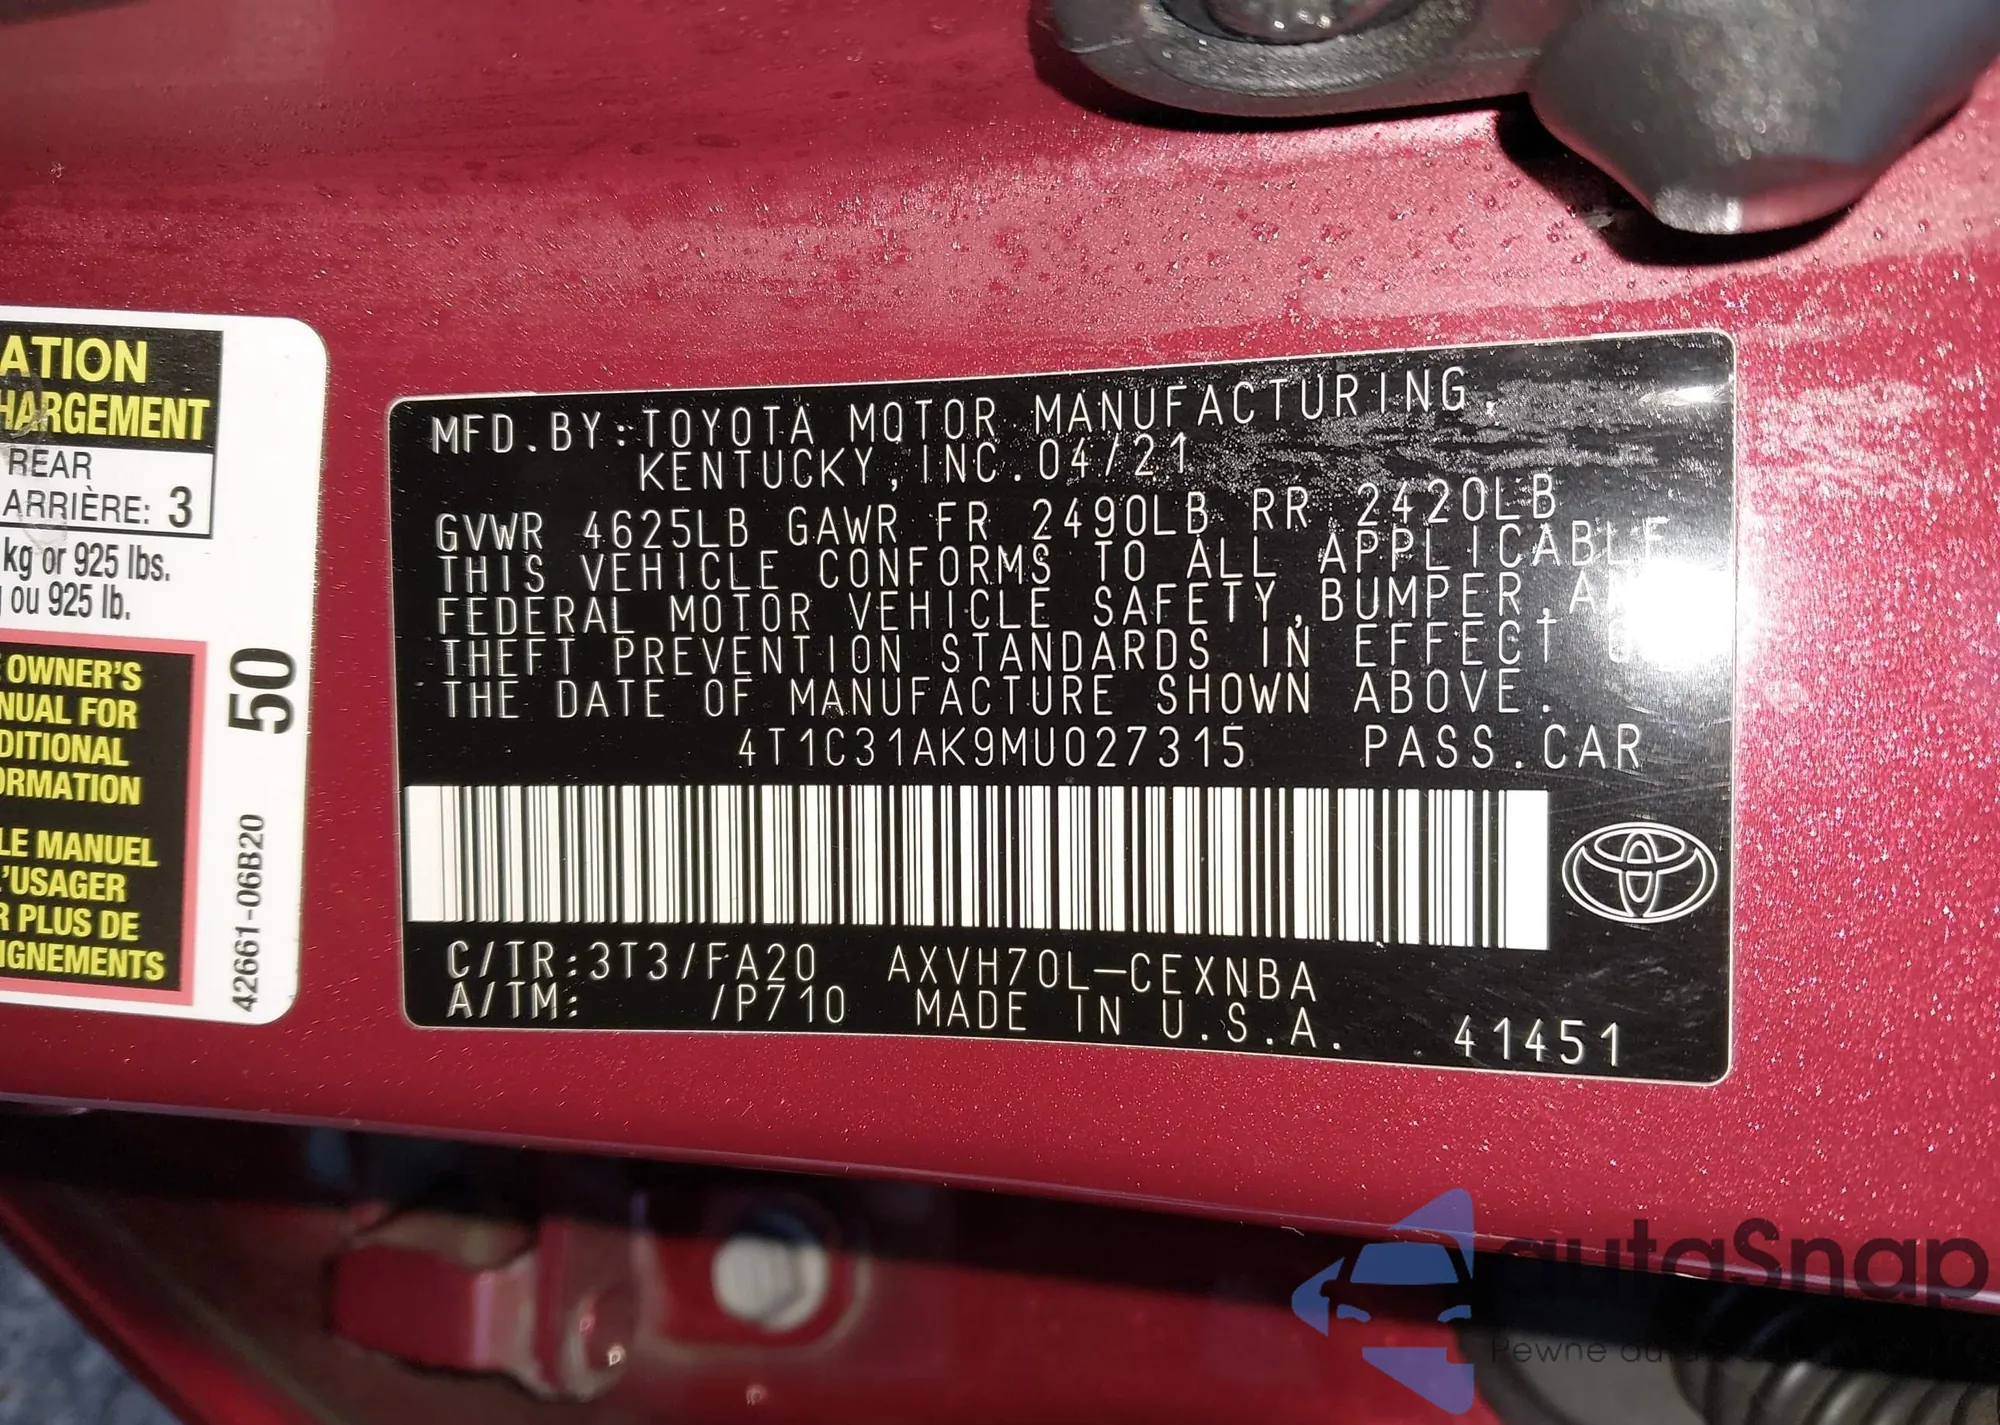 ATION
HARGEMENT
REAR
ARRIÈRE: 3
kg or 925 lbs.
ou 925 lb.
OWNER'S
NUAL FOR
DITIONAL
ORMATION
LE MANUEL
'USAGER
R PLUS DE
IGNEMENTS
50
42661-06B20
MFD.BY:TOYOTA MOTOR MANUFACTURING,
KENTUCKY,INC.04/21
GVWR 4625LB GAWR FR 2490LB RR 2420LB
THIS VEHICLE CONFORMS TO ALL APPLICABLE
FEDERAL MOTOR VEHICLE SAFETY,BUMPER,
THEFT PREVENTION STANDARDS IN EFFECT
THE DATE OF MANUFACTURE SHOWN ABOVE.
4T1C31AK9MU027315 PASS.CAR
C/TR:3T3/FA20 AXVH70L-CEXNBA
A/TM: /P710 MADE IN U.S.A. 41451
autaSnap
Pewne auta